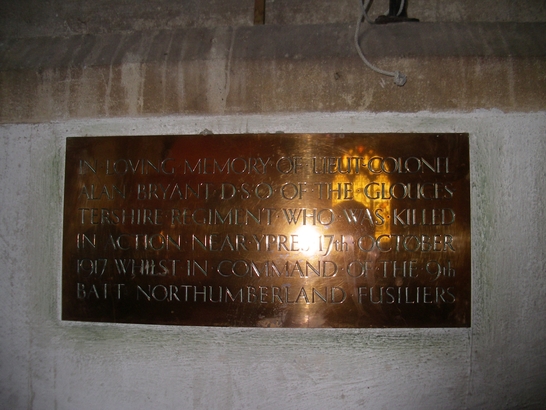 IN·LOVING MEMORY·OF LIEUT·COLONEL
ALAN BRYANT·D·S·O·OF THE·GLOUCES
TERSHIRE·REGIMENT·WHO·WAS·KILLED
IN ACTION NEAR YPRES 17th OCTOBER
1917 WHILST IN·COMMAND·OF THE·9th
BATT NORTHUMBERLAND FUSILIERS